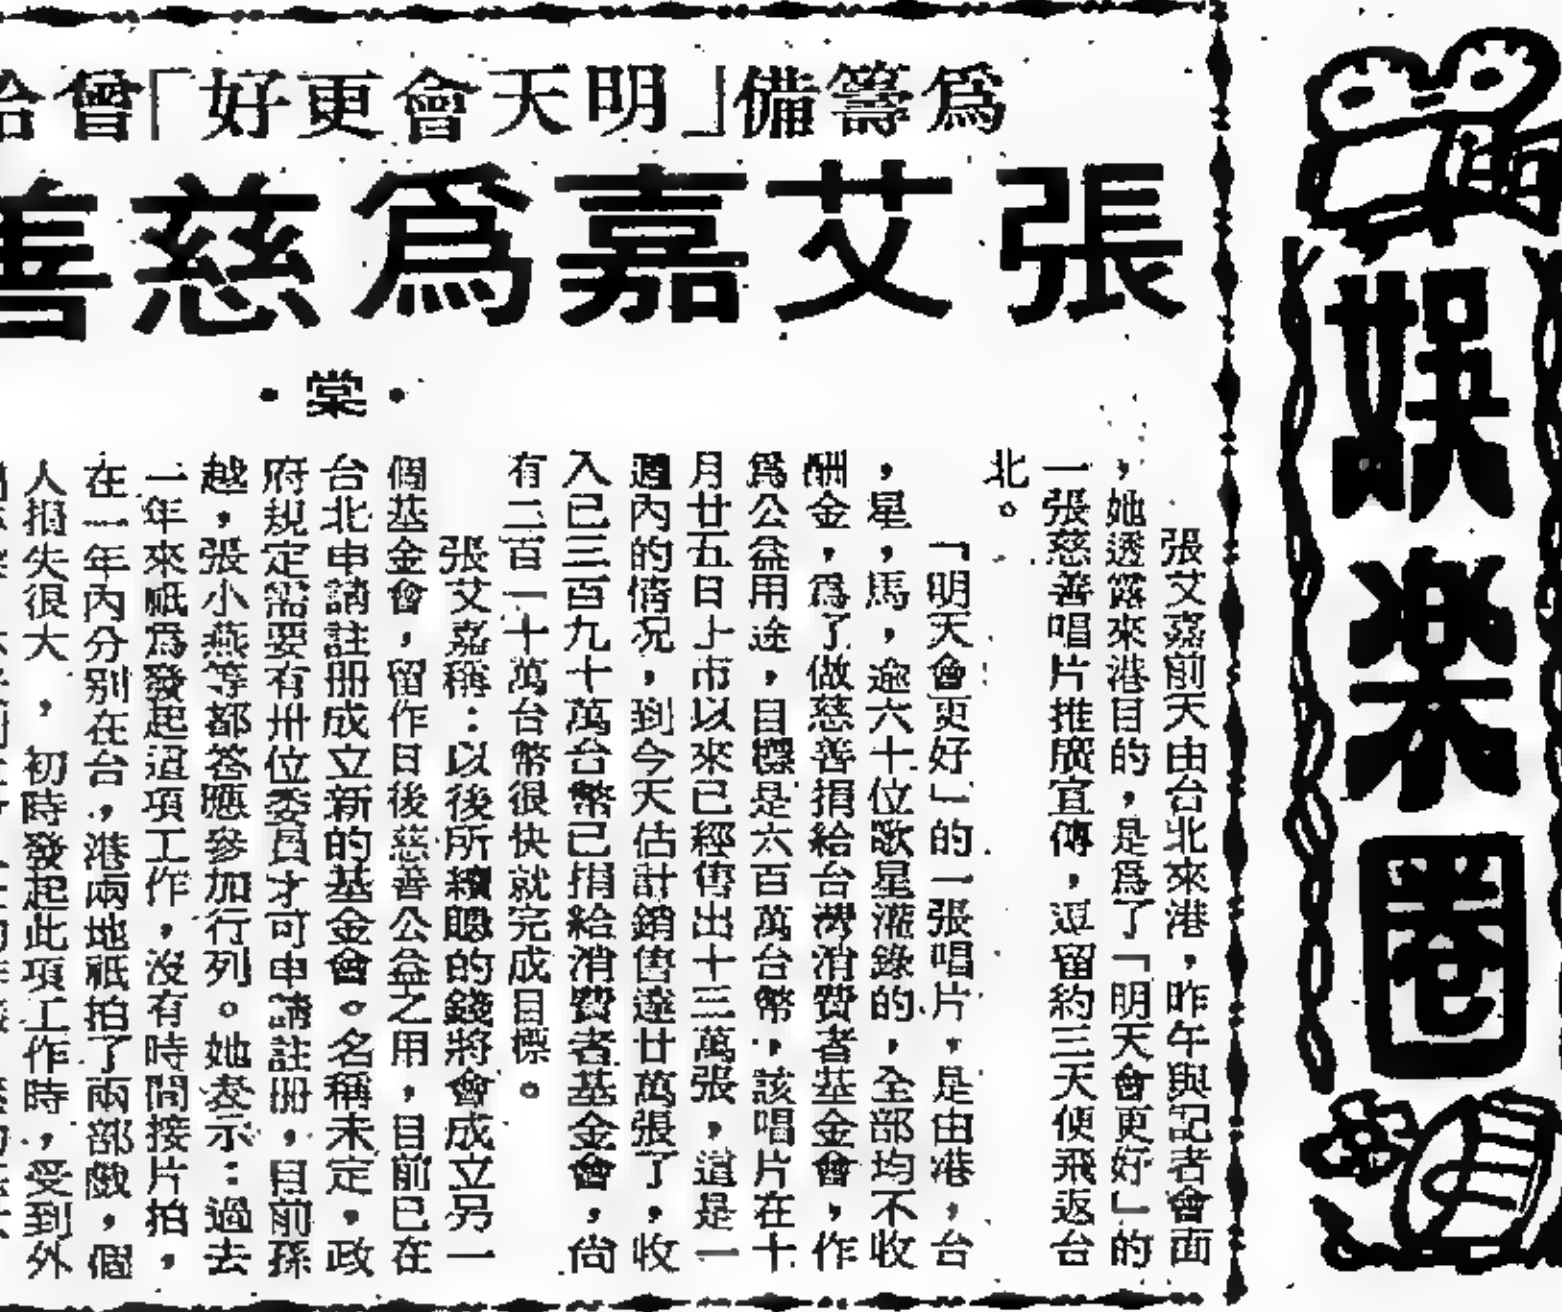 娛樂圈
為籌備「明天會更好」曾給
張艾嘉為慈善
·棠·
張艾嘉前天由台北來港，昨午與記者會面
，她透露來港目的，是為了「明天會更好」的
一張慈善唱片推廣宣傳，逗留約三天便飛返台
北。
「明天會更好」的一張唱片，是由港，台
，星，馬，逾六十位歌星灌錄的，全部均不收
酬金，為了做慈善捐給台灣消費者基金會，作
為公益用途，目標是六百萬台幣，該唱片在十
月廿五日上市以來已經售出十三萬張，這是一
週內的情況，到今天估計銷售達廿萬張了，收
入已三百九十萬台幣已捐給消費者基金會，尚
有二百一十萬台幣很快就完成目標。
張艾嘉稱：以後所續賺的錢將會成立另一
個基金會，留作日後慈善公益之用，目前已在
台北申請註冊成立新的基金會。名稱未定，政
府規定需要有卅位委員才可申請註冊，目前孫
越，張小燕等都答應參加行列。她表示：過去
一年來祇為發起這項工作，沒有時間接片拍，
在一年內分別在台，港兩地祇拍了兩部戲，個
人損失很大，初時發起此項工作時，受到外